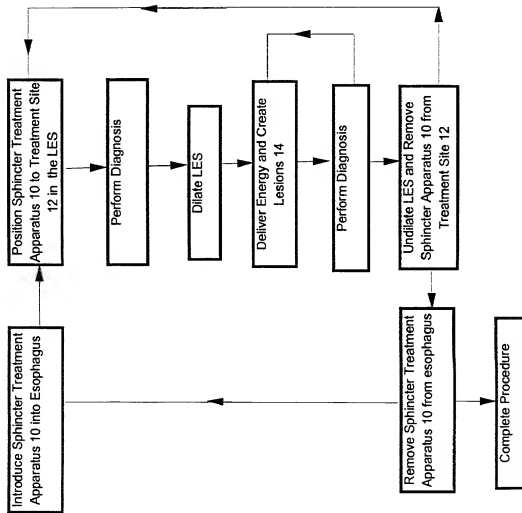 Introduce Sphincter Treatment
Apparatus 10 into Esophagus
Position Sphincter Treatment
Apparatus 10 to Treatment Site
12 in the LES
Perform Diagnosis
Dilate LES
Deliver Energy and Create
Lesions 14
Perform Diagnosis
Undilate LES and Remove
Sphincter Apparatus 10 from
Treatment Site 12
Remove Sphincter Treatment
Apparatus 10 from esophagus
Complete Procedure